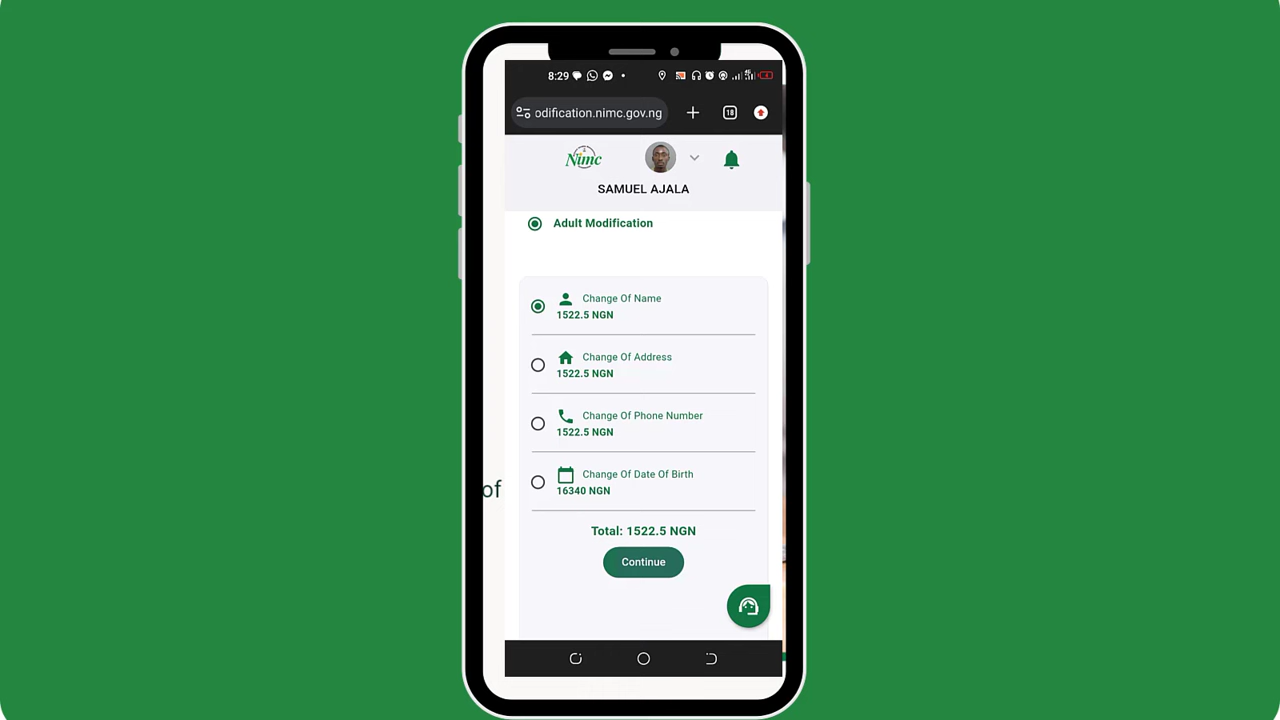 8:29
odification.nimc.gov.ng
18
Nimc
SAMUEL AJALA
Adult Modification
Change Of Name
1522.5 NGN
Change Of Address
1522.5 NGN
Change Of Phone Number
1522.5 NGN
Change Of Date Of Birth
16340 NGN
of
Total: 1522.5 NGN
Continue